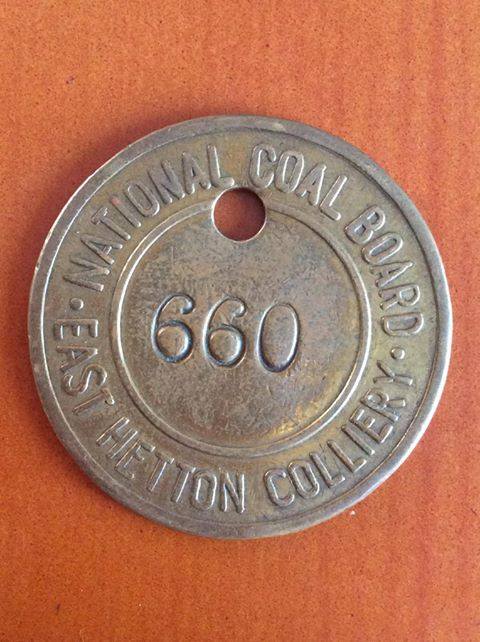 NATIONAL COAL BOARD
660
· EAST HETTON COLLIERY ·